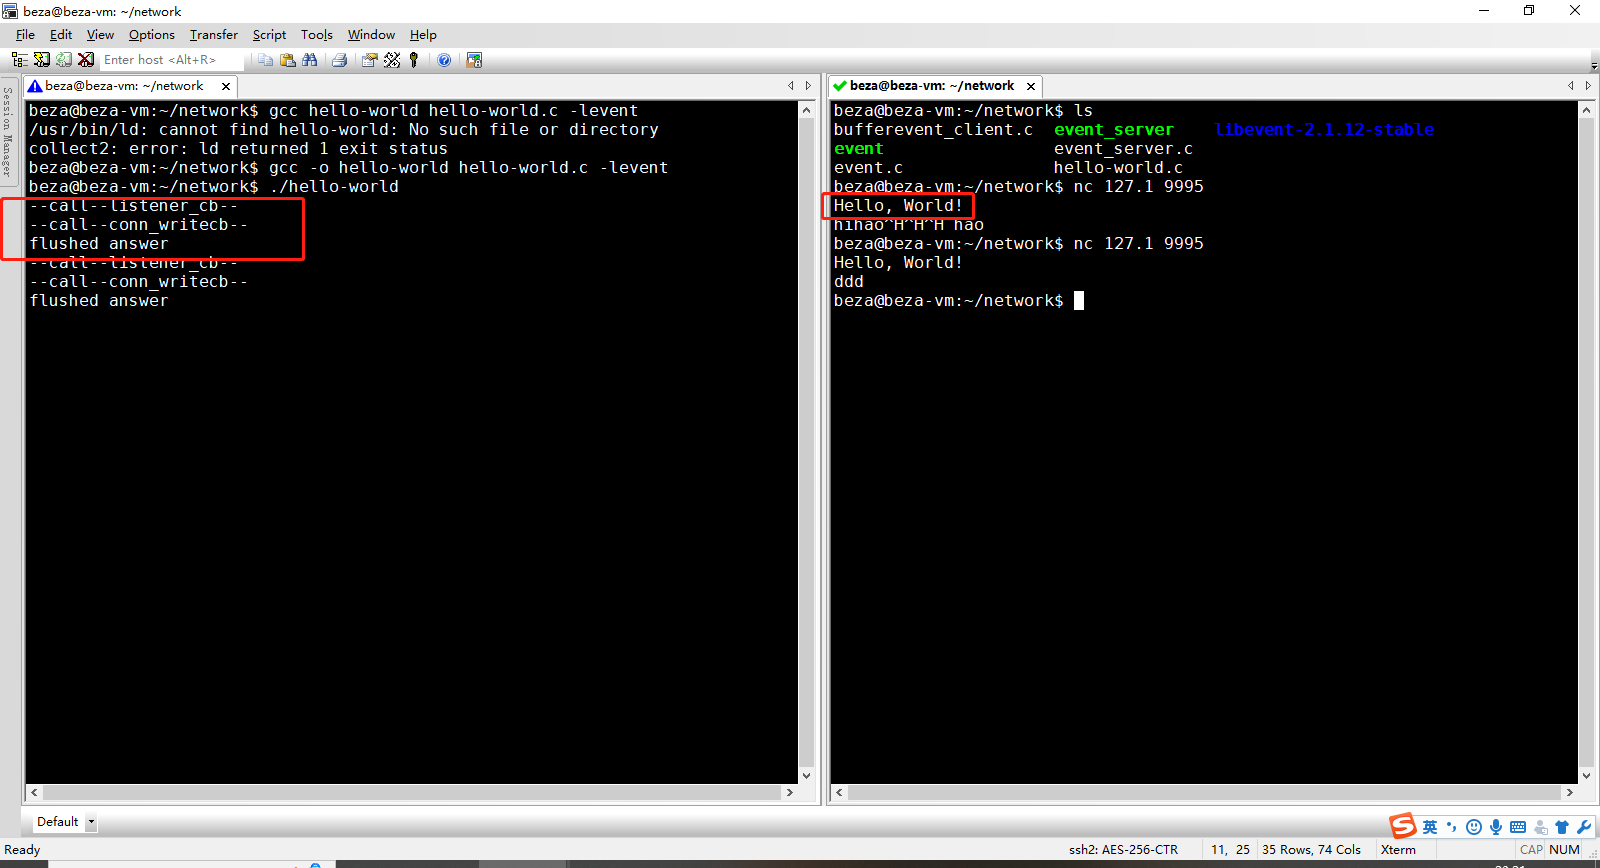 beza@beza-vm: ~/network
File Edit View Options Transfer Script Tools Window Help
Enter host <Alt+R>
Session Manager
beza@beza-vm: ~/network
beza@beza-vm:~/network$ gcc hello-world hello-world.c -levent
/usr/bin/ld: cannot find hello-world: No such file or directory
collect2: error: ld returned 1 exit status
beza@beza-vm:~/network$ gcc -o hello-world hello-world.c -levent
beza@beza-vm:~/network$ ./hello-world
--call--listener_cb--
--call--conn_writecb--
flushed answer
--call--listener_cb--
--call--conn_writecb--
flushed answer
beza@beza-vm: ~/network
beza@beza-vm:~/network$ ls
bufferevent_client.c event_server libevent-2.1.12-stable
event event_server.c
event.c hello-world.c
beza@beza-vm:~/network$ nc 127.1 9995
Hello, World!
hihao^H^H^H hao
beza@beza-vm:~/network$ nc 127.1 9995
Hello, World!
ddd
beza@beza-vm:~/network$
Default
英
Ready ssh2: AES-256-CTR 11, 25 35 Rows, 74 Cols Xterm CAP NUM